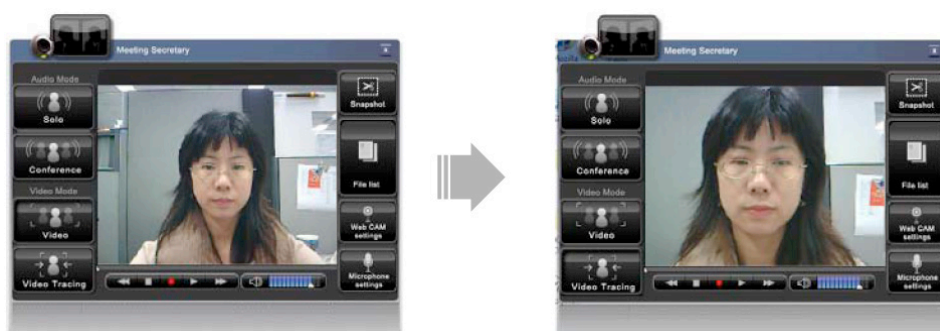 Meeting Secretary
Audio Mode
Solo
Conference
Video Mode
Video
Video Tracing
Snapshot
File list
Web CAM
settings
Microphone
settings
Meeting Secretary
Audio Mode
Solo
Conference
Video Mode
Video
Video Tracing
Snapshot
File list
Web CAM
settings
Microphone
settings